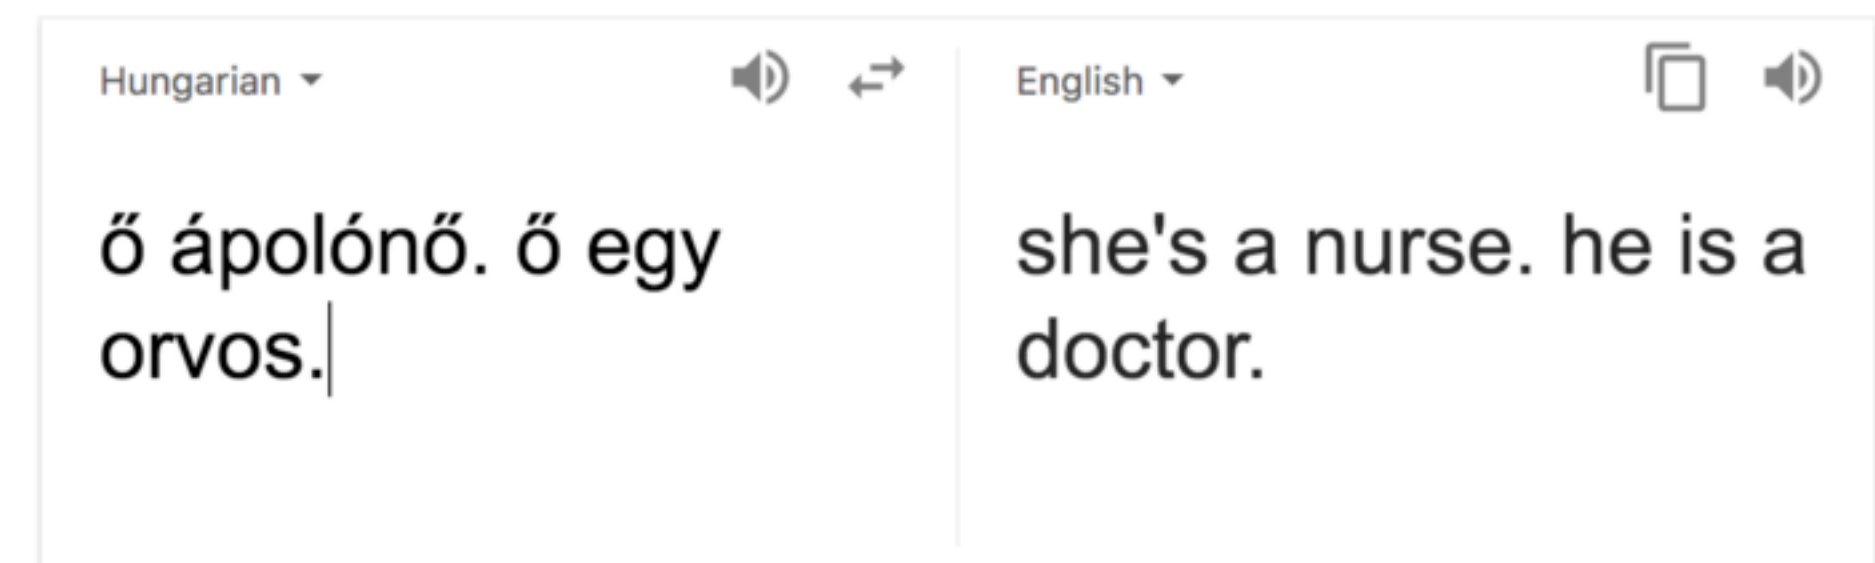 Hungarian
English
ő ápolónő. ő egy
orvos.
she's a nurse. he is a
doctor.